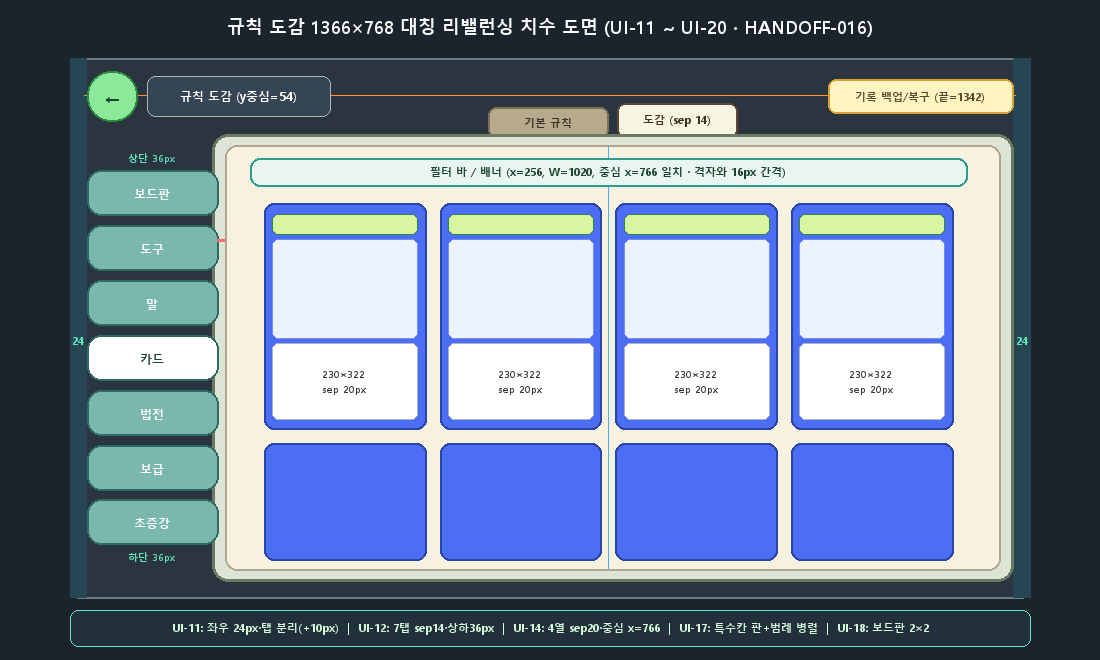 규칙 도감 1366×768 대칭 리밸런싱 치수 도면 (UI-11 ~ UI-20 · HANDOFF-016)
←
규칙 도감 (y중심=54)
기록 백업/복구 (끝=1342)
기본 규칙
도감 (sep 14)
상단 36px
필터 바 / 배너 (x=256, W=1020, 중심 x=766 일치 · 격자와 16px 간격)
보드판
도구
말
카드
법전
보급
초증강
하단 36px
24
24
230×322
sep 20px
230×322
sep 20px
230×322
sep 20px
230×322
sep 20px
UI-11: 좌우 24px·탭 분리(+10px) | UI-12: 7탭 sep14·상하36px | UI-14: 4열 sep20·중심 x=766 | UI-17: 특수칸 판+범례 병렬 | UI-18: 보드판 2×2